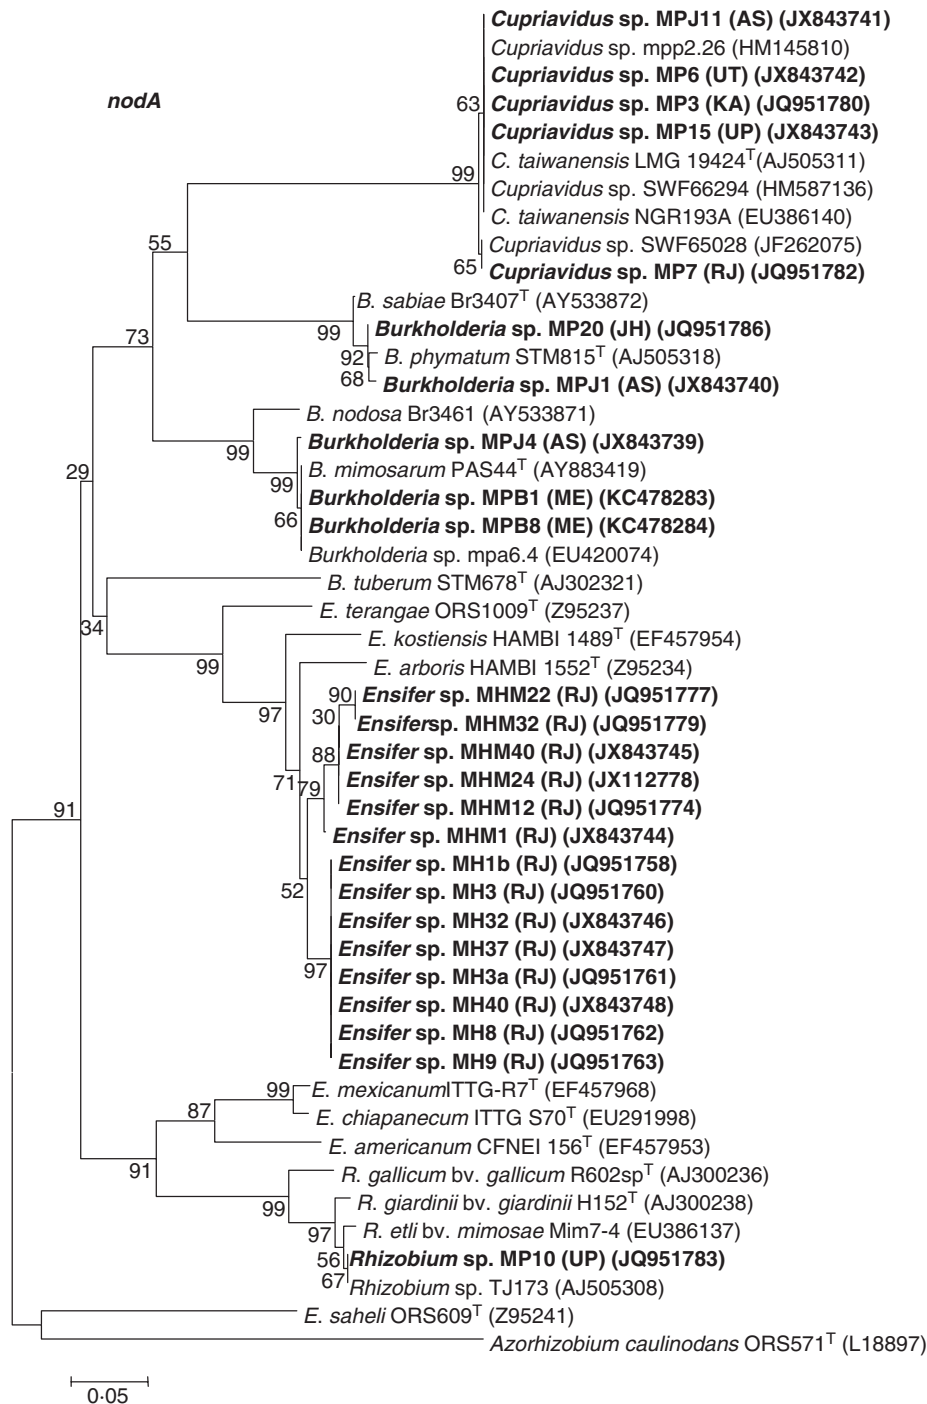 Cupriavidus sp. MPJ11 (AS) (JX843741)
Cupriavidus sp. mpp2.26 (HM145810)
nodA
Cupriavidus sp. MP6 (UT) (JX843742)
63
Cupriavidus sp. MP3 (KA) (JQ951780)
Cupriavidus sp. MP15 (UP) (JX843743)
C. taiwanensis LMG 19424T(AJ505311)
99
Cupriavidus sp. SWF66294 (HM587136)
C. taiwanensis NGR193A (EU386140)
55
Cupriavidus sp. SWF65028 (JF262075)
65
Cupriavidus sp. MP7 (RJ) (JQ951782)
B. sabiae Br3407T (AY533872)
99
Burkholderia sp. MP20 (JH) (JQ951786)
73
92
B. phymatum STM815T (AJ505318)
68
Burkholderia sp. MPJ1 (AS) (JX843740)
B. nodosa Br3461 (AY533871)
99
Burkholderia sp. MPJ4 (AS) (JX843739)
29
B. mimosarum PAS44T (AY883419)
99
Burkholderia sp. MPB1 (ME) (KC478283)
66
Burkholderia sp. MPB8 (ME) (KC478284)
Burkholderia sp. mpa6.4 (EU420074)
B. tuberum STM678T (AJ302321)
E. terangae ORS1009T (Z95237)
34
E. kostiensis HAMBI 1489T (EF457954)
99
E. arboris HAMBI 1552T (Z95234)
90
Ensifer sp. MHM22 (RJ) (JQ951777)
97
30
Ensifersp. MHM32 (RJ) (JQ951779)
88
Ensifer sp. MHM40 (RJ) (JX843745)
71
79
Ensifer sp. MHM24 (RJ) (JX112778)
91
Ensifer sp. MHM12 (RJ) (JQ951774)
Ensifer sp. MHM1 (RJ) (JX843744)
Ensifer sp. MH1b (RJ) (JQ951758)
52
Ensifer sp. MH3 (RJ) (JQ951760)
Ensifer sp. MH32 (RJ) (JX843746)
Ensifer sp. MH37 (RJ) (JX843747)
97
Ensifer sp. MH3a (RJ) (JQ951761)
Ensifer sp. MH40 (RJ) (JX843748)
Ensifer sp. MH8 (RJ) (JQ951762)
Ensifer sp. MH9 (RJ) (JQ951763)
99
E. mexicanumITTG-R7T (EF457968)
87
E. chiapanecum ITTG S70T (EU291998)
E. americanum CFNEI 156T (EF457953)
91
R. gallicum bv. gallicum R602spT (AJ300236)
99
R. giardinii bv. giardinii H152T (AJ300238)
97
R. etli bv. mimosae Mim7-4 (EU386137)
56
Rhizobium sp. MP10 (UP) (JQ951783)
67
Rhizobium sp. TJ173 (AJ505308)
E. saheli ORS609T (Z95241)
Azorhizobium caulinodans ORS571T (L18897)
0·05